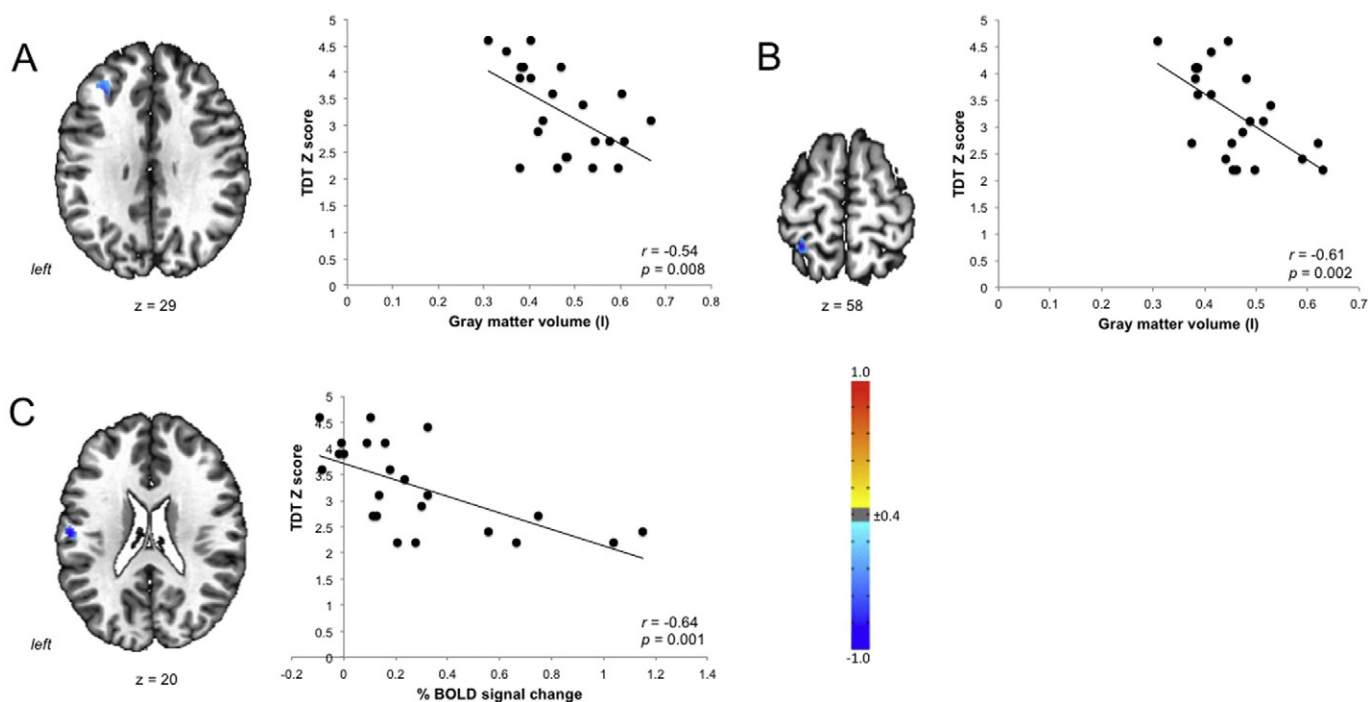 A
left
z = 29
TDT Z score
5
4.5
4
3.5
3
2.5
2
1.5
1
0.5
0
0 0.1 0.2 0.3 0.4 0.5 0.6 0.7 0.8
Gray matter volume (l)
r = -0.54
p = 0.008
B
z = 58
TDT Z score
5
4.5
4
3.5
3
2.5
2
1.5
1
0.5
0
0 0.1 0.2 0.3 0.4 0.5 0.6 0.7
Gray matter volume (l)
r = -0.61
p = 0.002
C
left
z = 20
TDT Z score
5
4.5
4
3.5
3
2.5
2
1.5
1
0.5
0
-0.2 0 0.2 0.4 0.6 0.8 1 1.2 1.4
% BOLD signal change
r = -0.64
p = 0.001
1.0
±0.4
-1.0